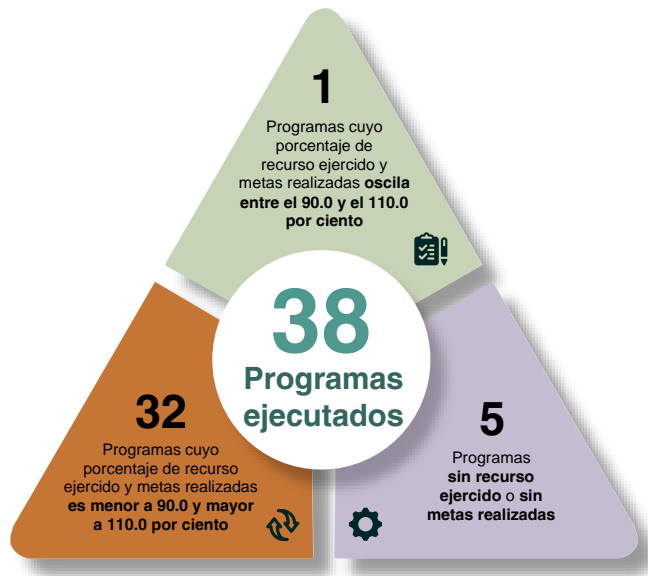 1
Programas cuyo
porcentaje de
recurso ejercido y
metas realizadas oscila
entre el 90.0 y el 110.0
por ciento
38
Programas
ejecutados
32
Programas cuyo
porcentaje de recurso
ejercido y metas realizadas
es menor a 90.0 y mayor
a 110.0 por ciento
5
Programas
sin recurso
ejercido o sin
metas realizadas